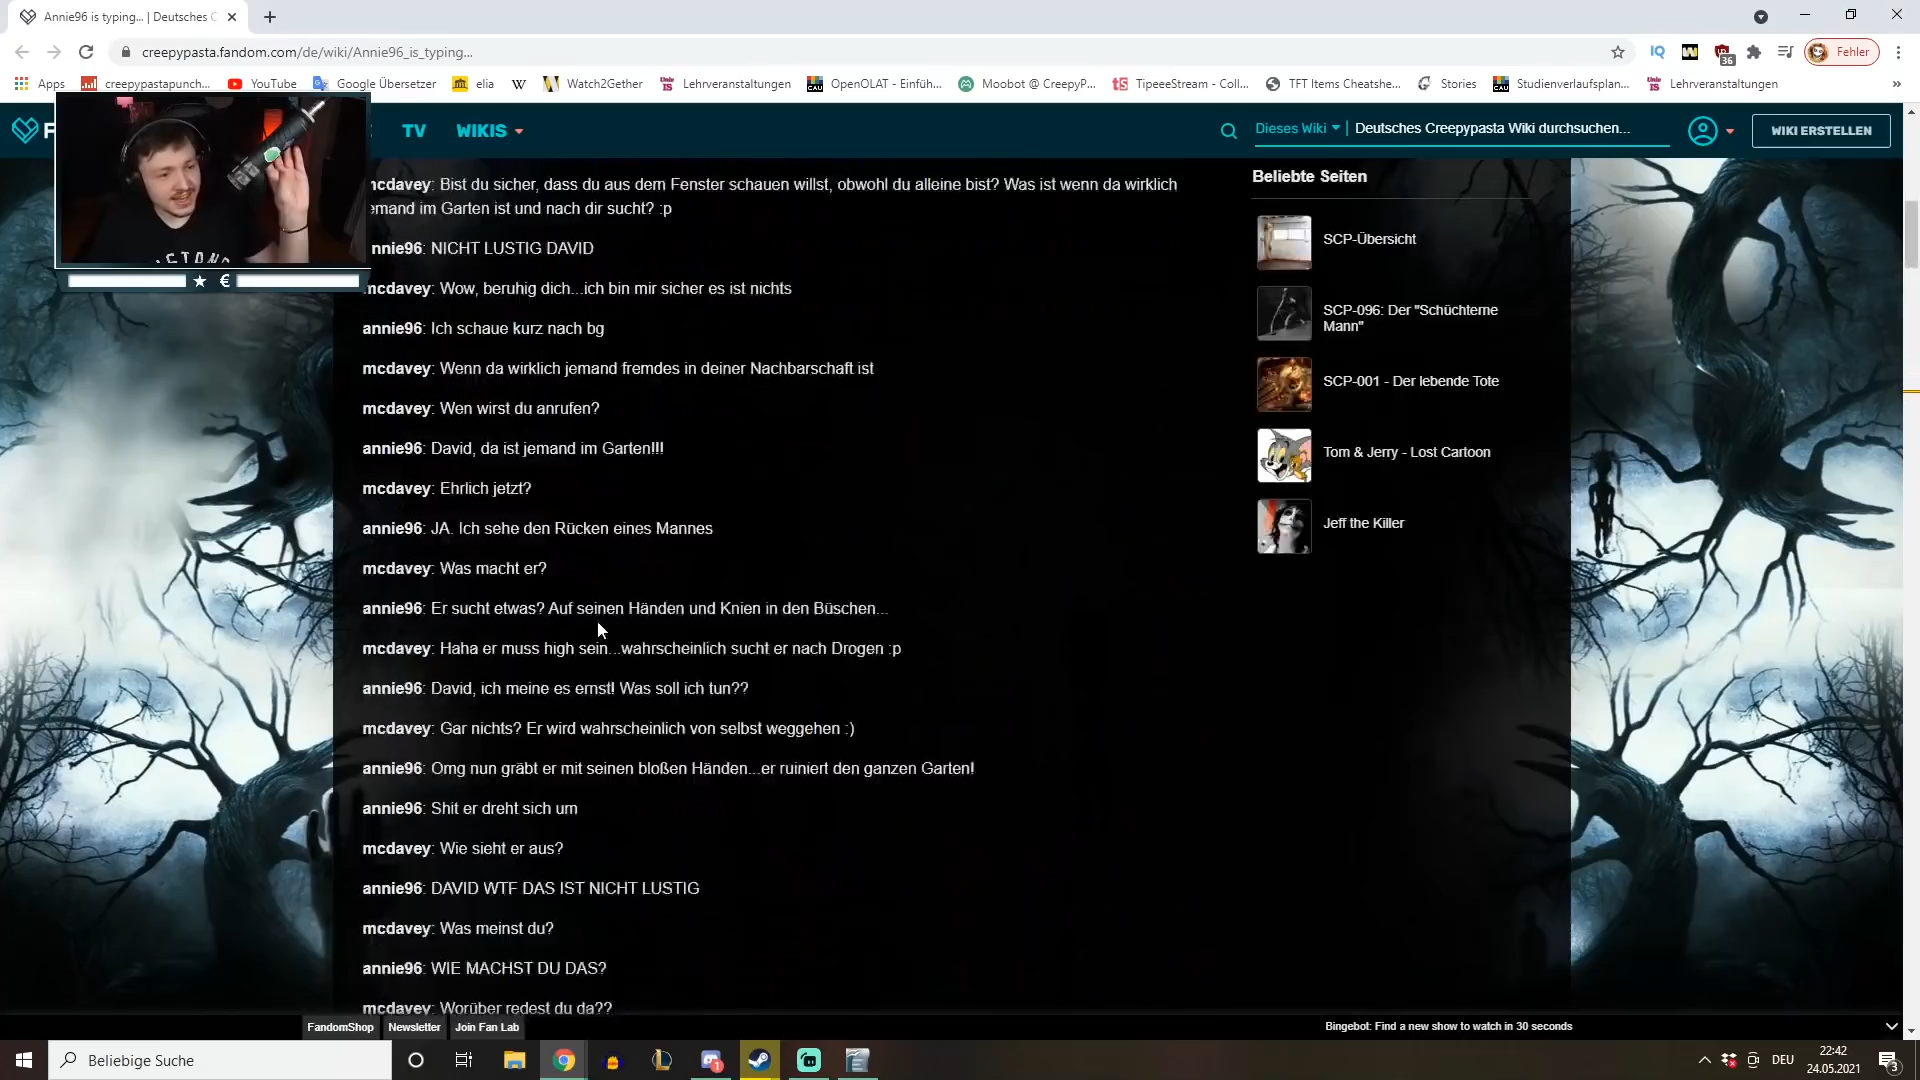 Annie96 is typing... | Deutsches C
creepypasta.fandom.com/de/wiki/Annie96_is_typing...
IQ
36
Fehler
Apps
creepypastapunch...
YouTube
Google Übersetzer
elia
W
Watch2Gether
Lehrveranstaltungen
OpenOLAT - Einfüh...
Moobot @ CreepyP...
TipeeeStream - Coll...
TFT Items Cheatshe...
Stories
Studienverlaufsplan...
Lehrveranstaltungen
»
F
TV
WIKIS
Dieses Wiki
Deutsches Creepypasta Wiki durchsuchen...
WIKI ERSTELLEN
mcdavey: Bist du sicher, dass du aus dem Fenster schauen willst, obwohl du alleine bist? Was ist wenn da wirklich
emand im Garten ist und nach dir sucht? :p
nnie96: NICHT LUSTIG DAVID
mcdavey: Wow, beruhig dich...ich bin mir sicher es ist nichts
annie96: Ich schaue kurz nach bg
mcdavey: Wenn da wirklich jemand fremdes in deiner Nachbarschaft ist
mcdavey: Wen wirst du anrufen?
annie96: David, da ist jemand im Garten!!!
mcdavey: Ehrlich jetzt?
annie96: JA. Ich sehe den Rücken eines Mannes
mcdavey: Was macht er?
annie96: Er sucht etwas? Auf seinen Händen und Knien in den Büschen...
mcdavey: Haha er muss high sein...wahrscheinlich sucht er nach Drogen :p
annie96: David, ich meine es ernst! Was soll ich tun??
mcdavey: Gar nichts? Er wird wahrscheinlich von selbst weggehen :)
annie96: Omg nun gräbt er mit seinen bloßen Händen...er ruiniert den ganzen Garten!
annie96: Shit er dreht sich um
mcdavey: Wie sieht er aus?
annie96: DAVID WTF DAS IST NICHT LUSTIG
mcdavey: Was meinst du?
annie96: WIE MACHST DU DAS?
mcdavey: Worüber redest du da??
Beliebte Seiten
SCP-Übersicht
SCP-096: Der "Schüchterne
Mann"
SCP-001 - Der lebende Tote
Tom & Jerry - Lost Cartoon
Jeff the Killer
★ €
FandomShop
Newsletter
Join Fan Lab
Bingebot: Find a new show to watch in 30 seconds
Beliebige Suche
1
DEU
22:42
24.05.2021
3